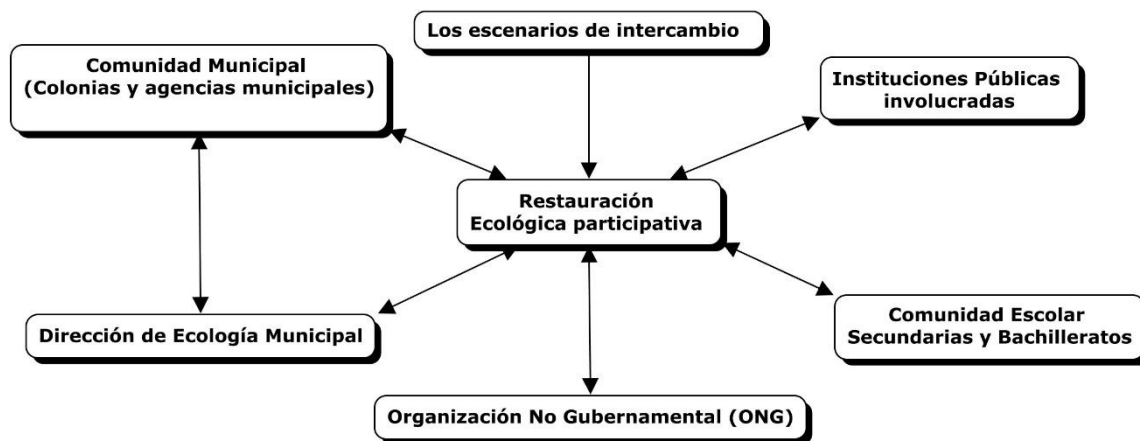 Los escenarios de intercambio
Comunidad Municipal
(Colonias y agencias municipales)
Instituciones Públicas
involucradas
Restauración
Ecológica participativa
Dirección de Ecología Municipal
Comunidad Escolar
Secundarias y Bachilleratos
Organización No Gubernamental (ONG)